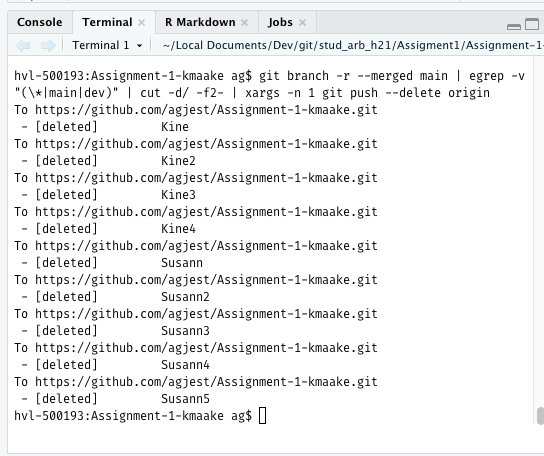 Console Terminal × R Markdown × Jobs ×
Terminal 1 ~/Local Documents/Dev/git/stud_arb_h21/Assigment1/Assignment-1-
hvl-500193:Assignment-1-kmaake ag$ git branch -r --merged main | egrep -v
"(\*|main|dev)" | cut -d/ -f2- | xargs -n 1 git push --delete origin
To https://github.com/agjest/Assignment-1-kmaake.git
 - [deleted]         Kine
To https://github.com/agjest/Assignment-1-kmaake.git
 - [deleted]         Kine2
To https://github.com/agjest/Assignment-1-kmaake.git
 - [deleted]         Kine3
To https://github.com/agjest/Assignment-1-kmaake.git
 - [deleted]         Kine4
To https://github.com/agjest/Assignment-1-kmaake.git
 - [deleted]         Susann
To https://github.com/agjest/Assignment-1-kmaake.git
 - [deleted]         Susann2
To https://github.com/agjest/Assignment-1-kmaake.git
 - [deleted]         Susann3
To https://github.com/agjest/Assignment-1-kmaake.git
 - [deleted]         Susann4
To https://github.com/agjest/Assignment-1-kmaake.git
 - [deleted]         Susann5
hvl-500193:Assignment-1-kmaake ag$